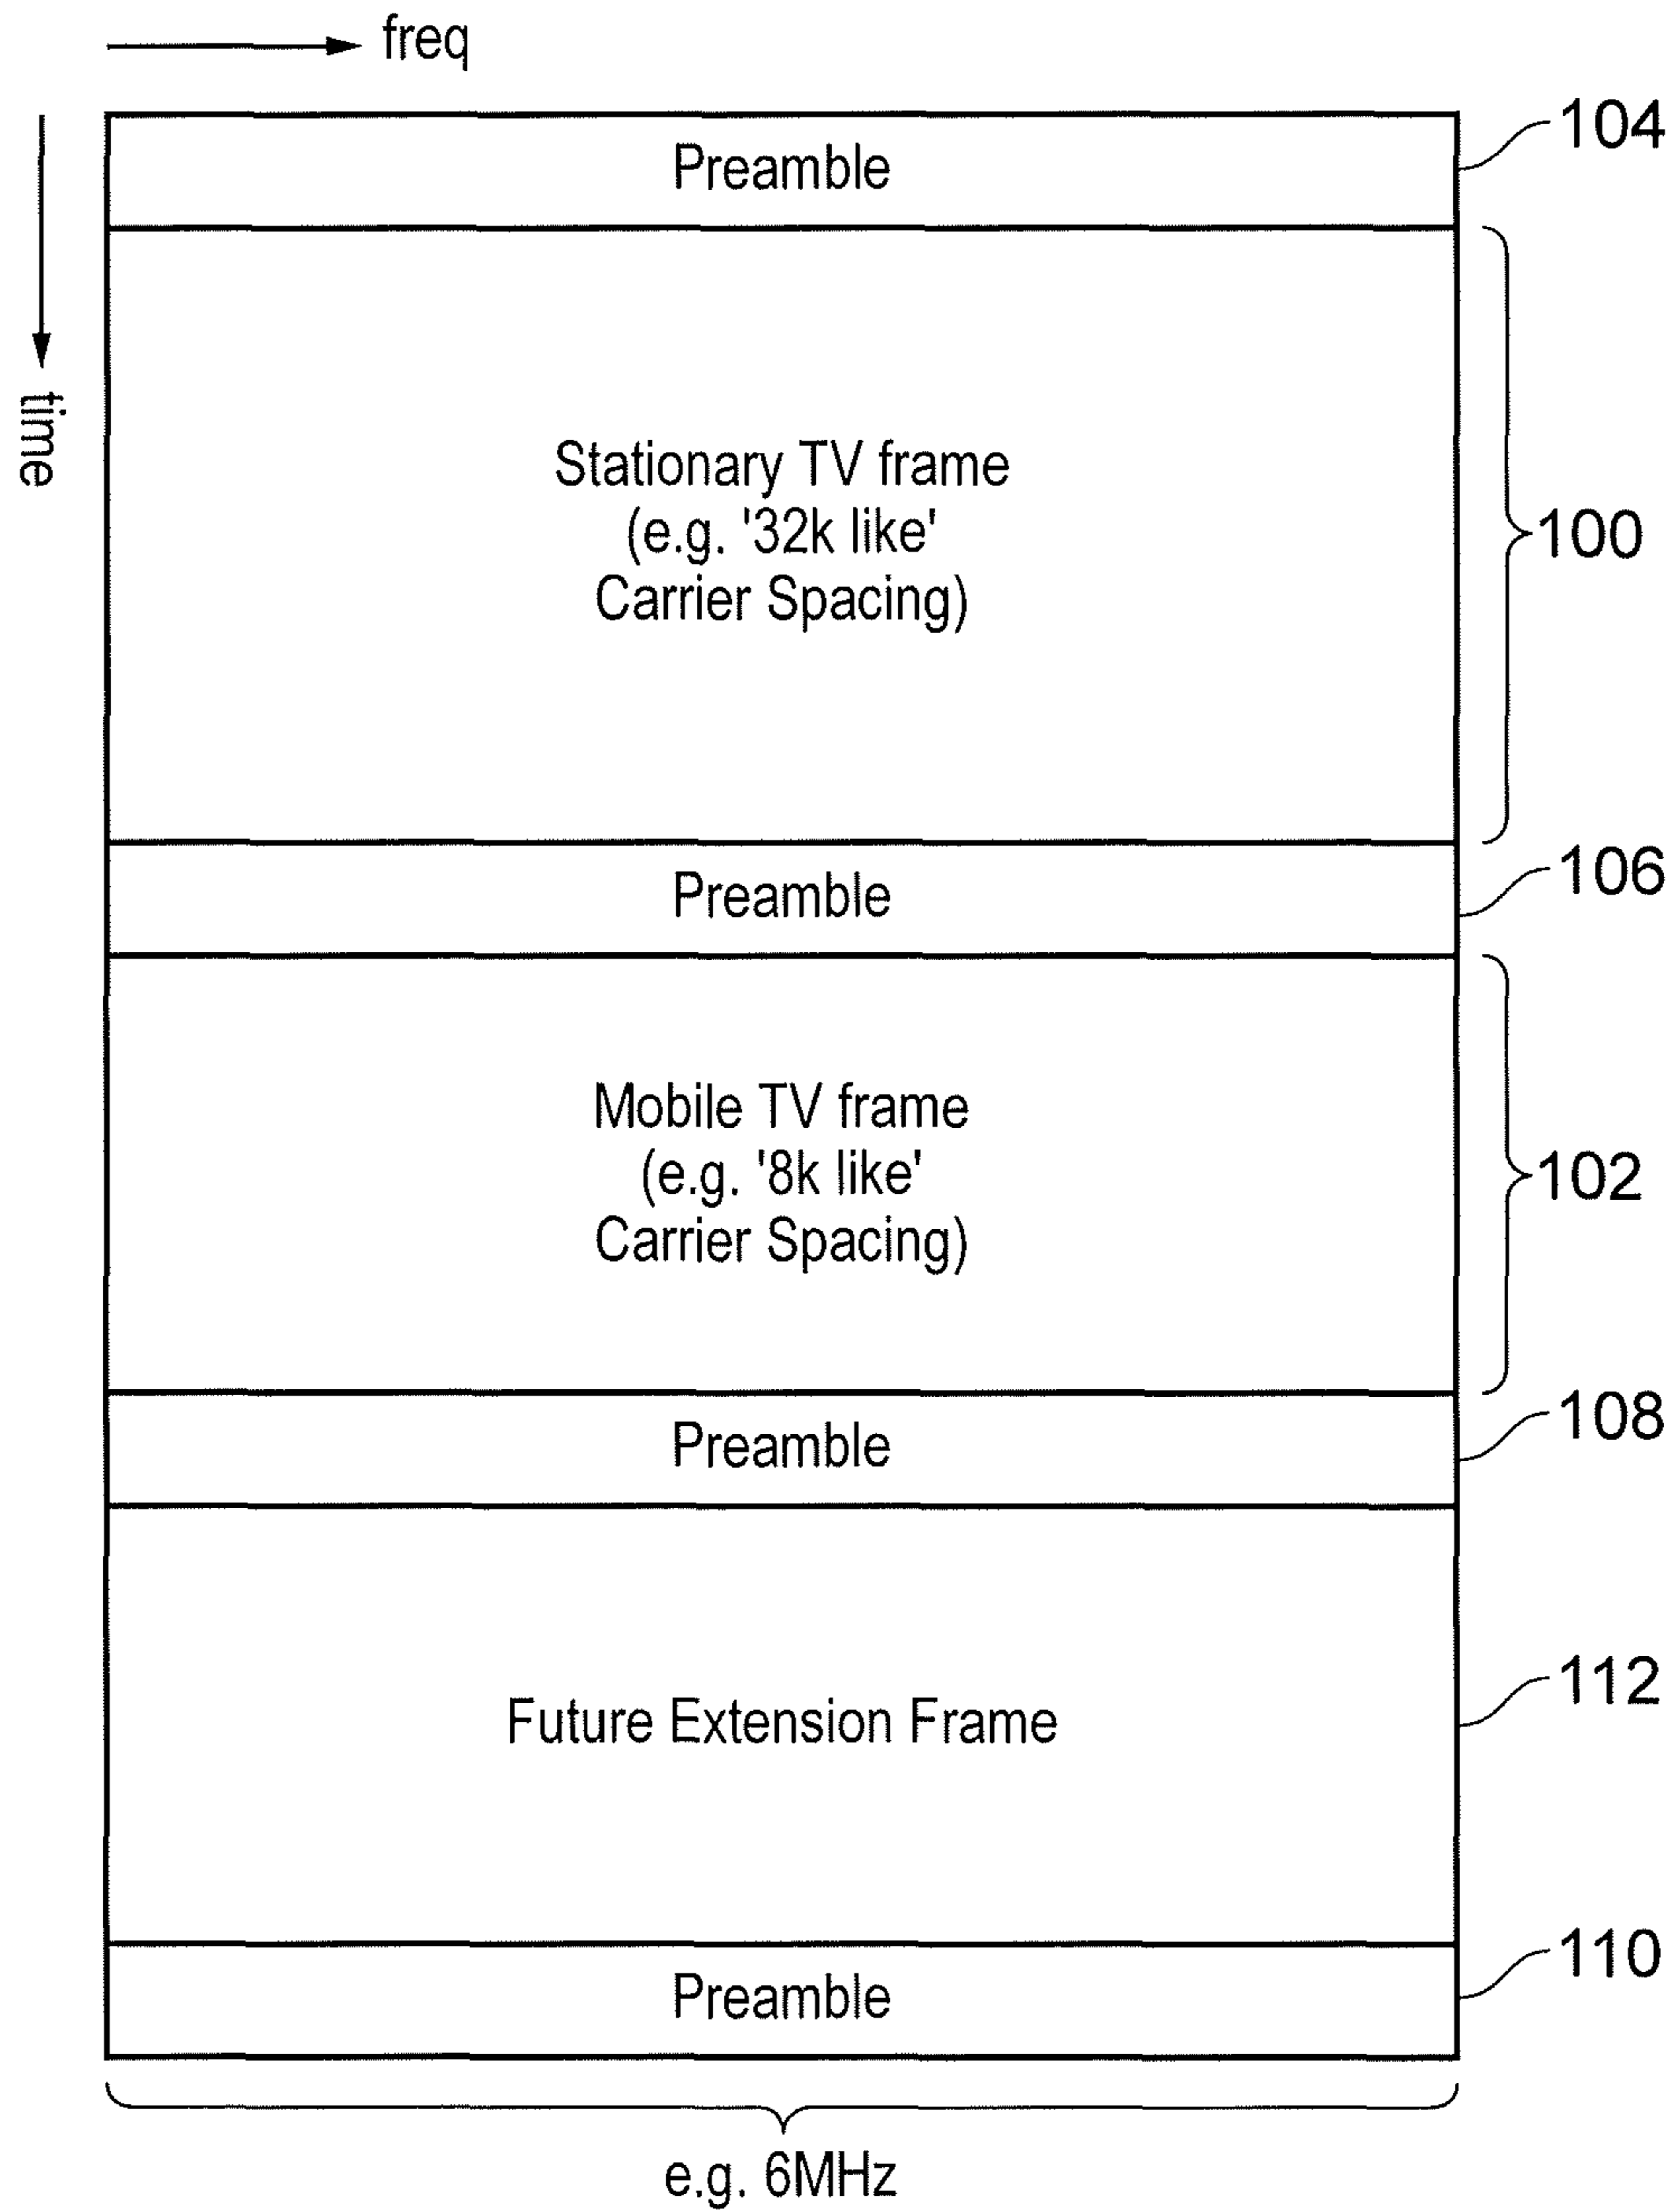 freq
time
Preamble
104
Stationary TV frame
(e.g. '32k like'
Carrier Spacing)
100
Preamble
106
Mobile TV frame
(e.g. '8k like'
Carrier Spacing)
102
Preamble
108
Future Extension Frame
112
Preamble
110
e.g. 6MHz